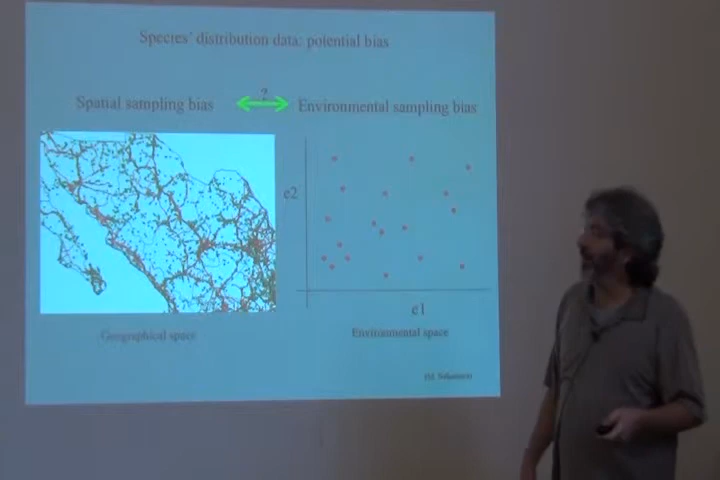 Species' distribution data: potential bias
Spatial sampling bias
?
Environmental sampling bias
e2
e1
Geographical space
Environmental space